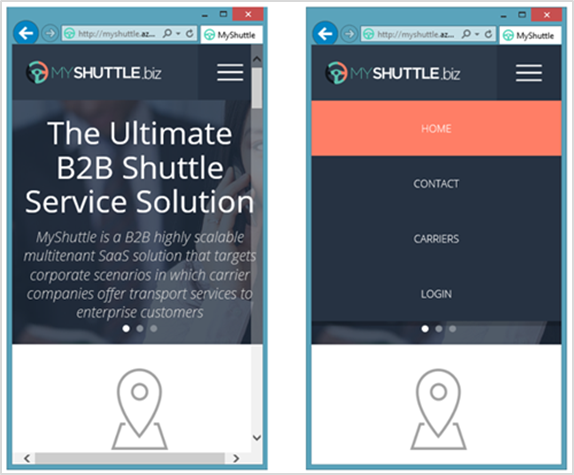 http://myshuttle.az...
MyShuttle
MYSHUTTLE.biz
The Ultimate
B2B Shuttle
Service Solution
MyShuttle is a B2B highly scalable
multitenant SaaS solution that targets
corporate scenarios in which carrier
companies offer transport services to
enterprise customers
http://myshuttle.az...
MyShuttle
MYSHUTTLE.biz
HOME
CONTACT
CARRIERS
LOGIN